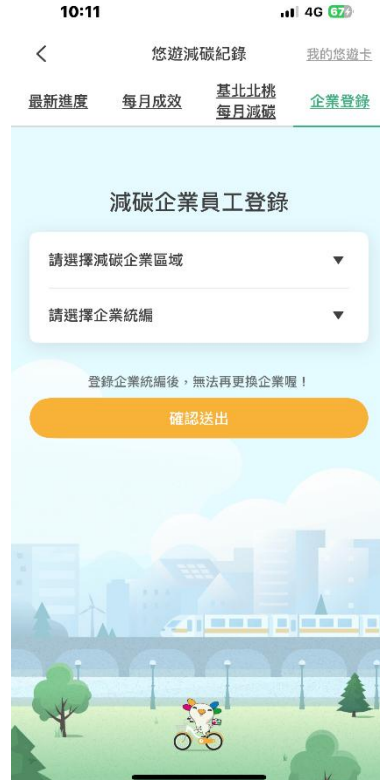 10:11
4G 67
悠遊減碳紀錄
我的悠遊卡
最新進度
每月成效
基北北桃
每月減碳
企業登錄
減碳企業員工登錄
請選擇減碳企業區域
請選擇企業統編
登錄企業統編後，無法再更換企業喔！
確認送出